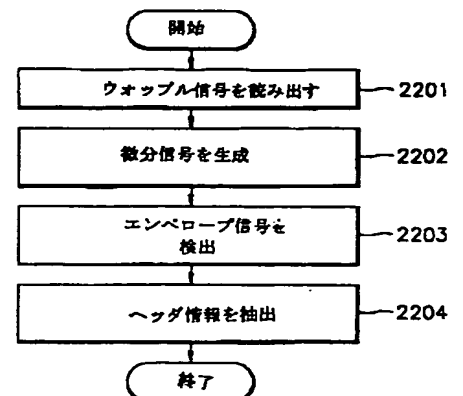 開始
ウォッブル信号を読み出す
2201
微分信号を生成
2202
エンベロープ信号を
検出
2203
ヘッダ情報を抽出
2204
終了